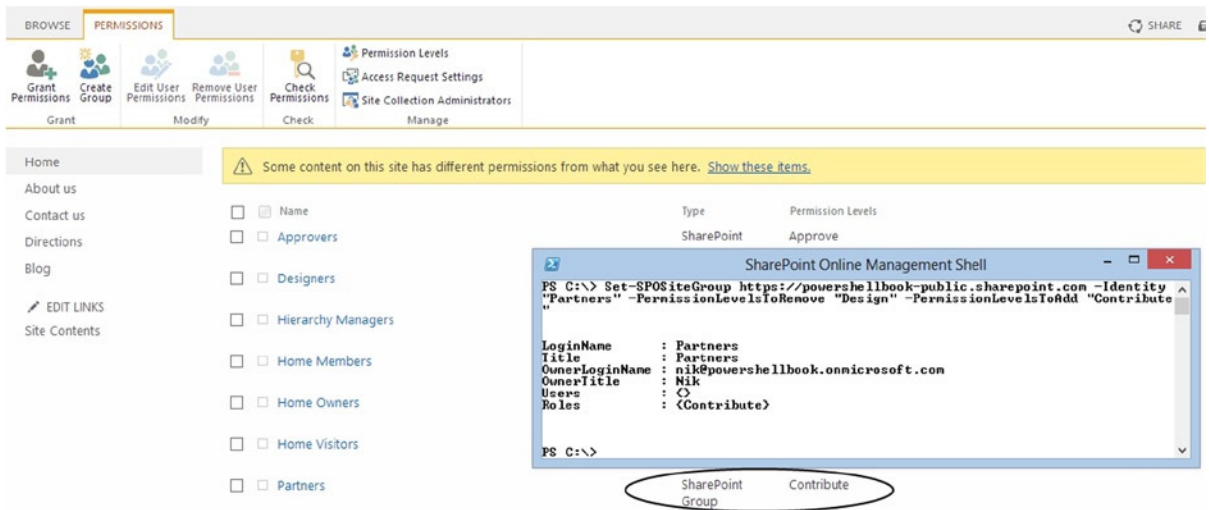 BROWSE PERMISSIONS SHARE
Grant Permissions
Create Group
Edit User Permissions
Remove User Permissions
Check Permissions
Permission Levels
Access Request Settings
Site Collection Administrators
Grant Modify Check Manage
Home
About us
Contact us
Directions
Blog
EDIT LINKS
Site Contents
Some content on this site has different permissions from what you see here. Show these items.
Name Type Permission Levels
Approvers SharePoint Approve
Designers
Hierarchy Managers
Home Members
Home Owners
Home Visitors
Partners SharePoint Group Contribute
SharePoint Online Management Shell
PS C:\> Set-SPOSiteGroup https://powershellbook-public.sharepoint.com -Identity
"Partners" -PermissionLevelsToRemove "Design" -PermissionLevelsToAdd "Contribute
"
LoginName : Partners
Title : Partners
OwnerLoginName : nik@powershellbook.onmicrosoft.com
OwnerTitle : Nik
Users : {}
Roles : {Contribute}
PS C:\>